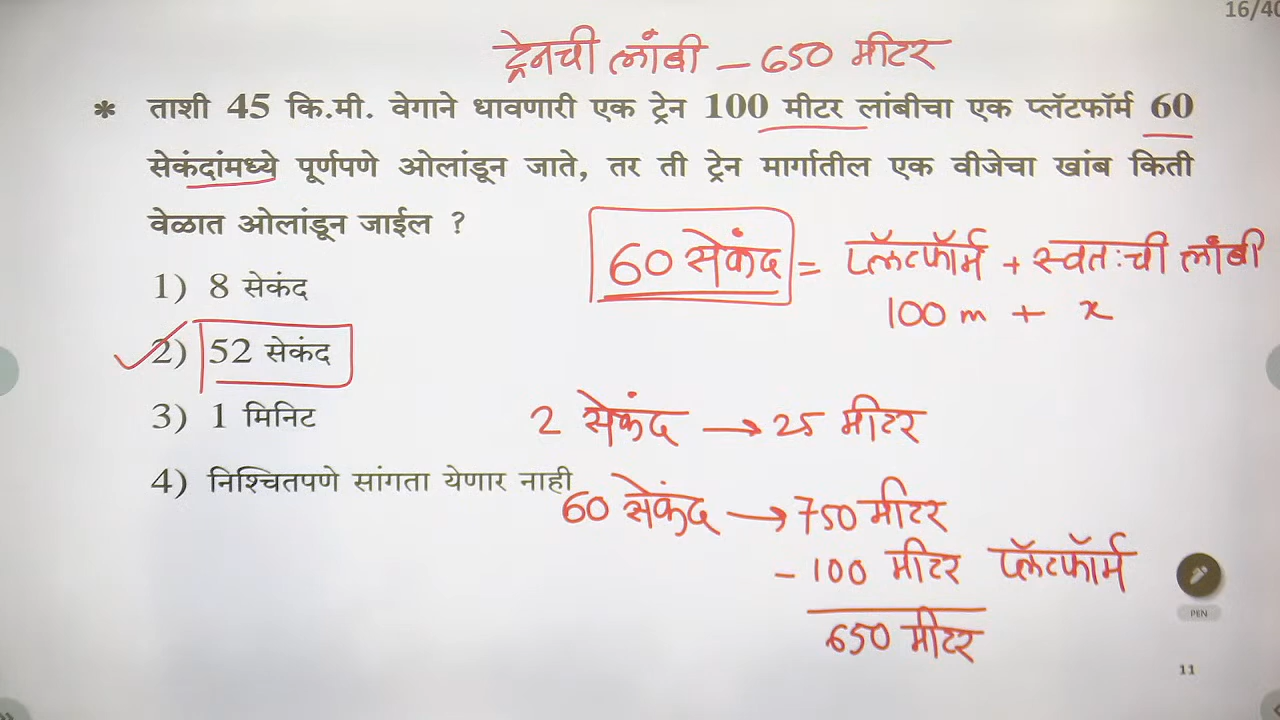 16/40
ट्रेनची लांबी – 650 मीटर
* ताशी 45 कि.मी. वेगाने धावणारी एक ट्रेन 100 मीटर लांबीचा एक प्लॅटफॉर्म 60
सेकंदांमध्ये पूर्णपणे ओलांडून जाते, तर ती ट्रेन मार्गातील एक वीजेचा खांब किती
वेळात ओलांडून जाईल ?
60 सेकंद = प्लॅटफॉर्म + स्वतःची लांबी
100 m + x
1) 8 सेकंद
2) 52 सेकंद
3) 1 मिनिट
4) निश्चितपणे सांगता येणार नाही
2 सेकंद → 25 मीटर
60 सेकंद → 750 मीटर
– 100 मीटर प्लॅटफॉर्म
650 मीटर
PEN
11